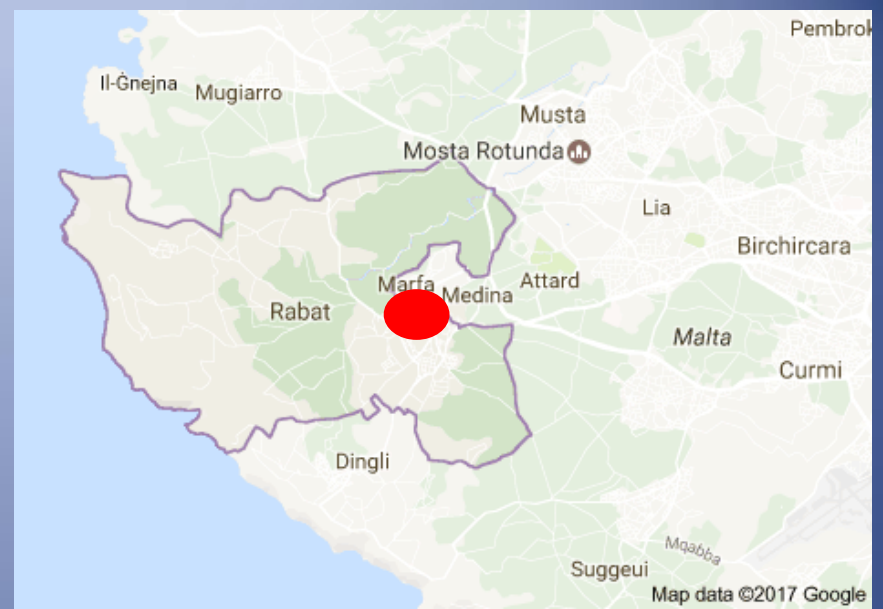 Pembrok
Il-Ġnejna
Mugiarro
Musta
Mosta Rotunda
Lia
Birchircara
Marfa
Medina
Attard
Rabat
Malta
Curmi
Dingli
Mqabba
Suggeui
Map data ©2017 Google